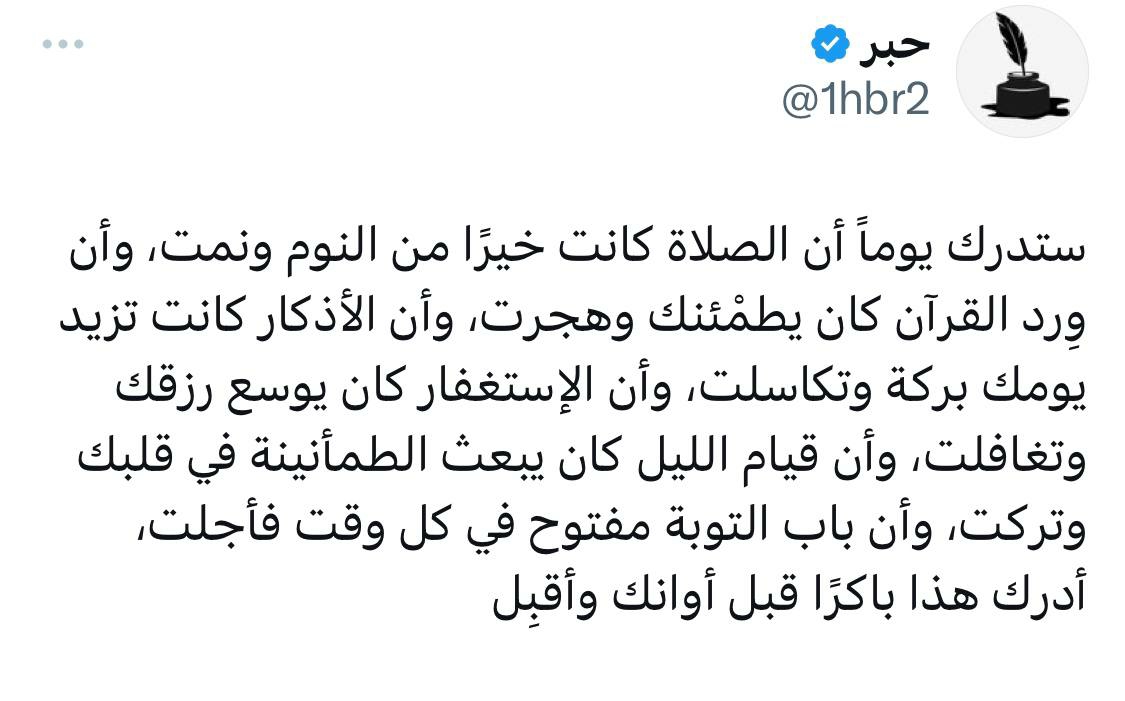 حبر
@1hbr2
ستدرك يوماً أن الصلاة كانت خيرًا من النوم ونمت، وأن
وِرد القرآن كان يطمْئنك وهجرت، وأن الأذكار كانت تزيد
يومك بركة وتكاسلت، وأن الإستغفار كان يوسع رزقك
وتغافلت، وأن قيام الليل كان يبعث الطمأنينة في قلبك
وتركت، وأن باب التوبة مفتوح في كل وقت فأجلت،
أدرك هذا باكرًا قبل أوانك وأقبِل